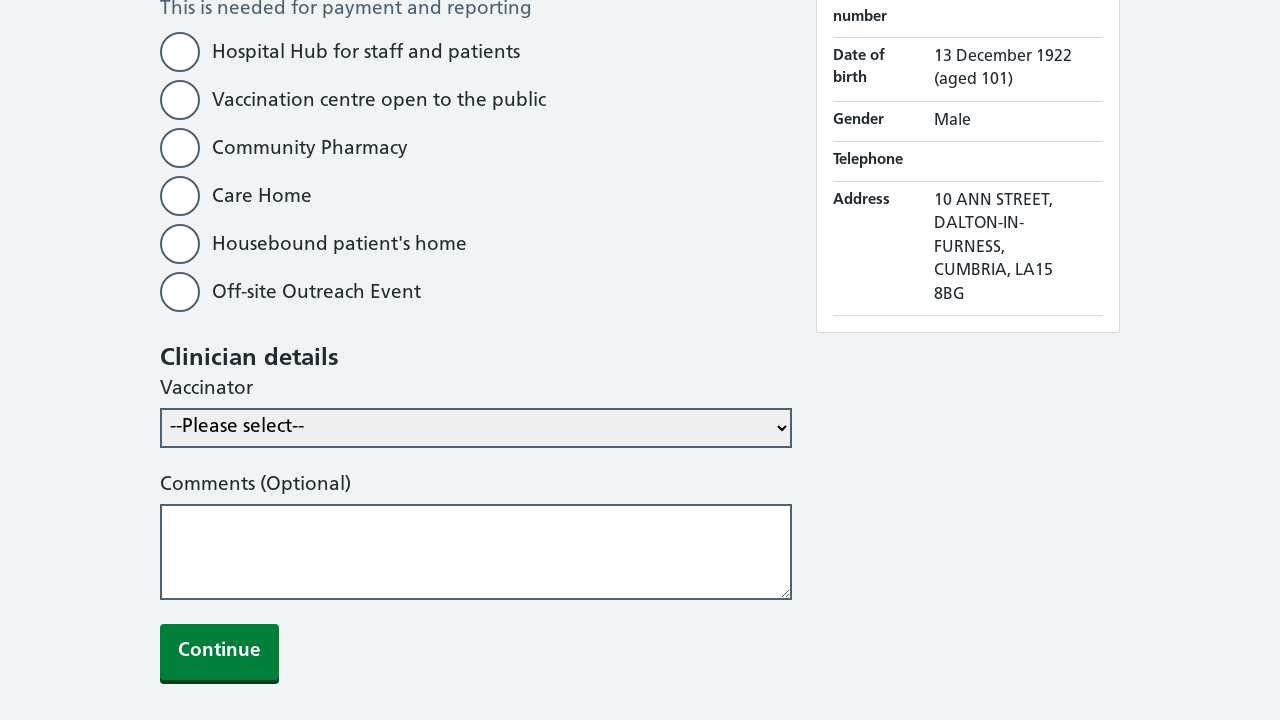 This is needed for payment and reporting
Hospital Hub for staff and patients
Vaccination centre open to the public
Community Pharmacy
Care Home
Housebound patient's home
Off-site Outreach Event
Clinician details
Vaccinator
--Please select--
Comments (Optional)
Continue
number
Date of birth
13 December 1922
(aged 101)
Gender
Male
Telephone
Address
10 ANN STREET,
DALTON-IN-
FURNESS,
CUMBRIA, LA15
8BG